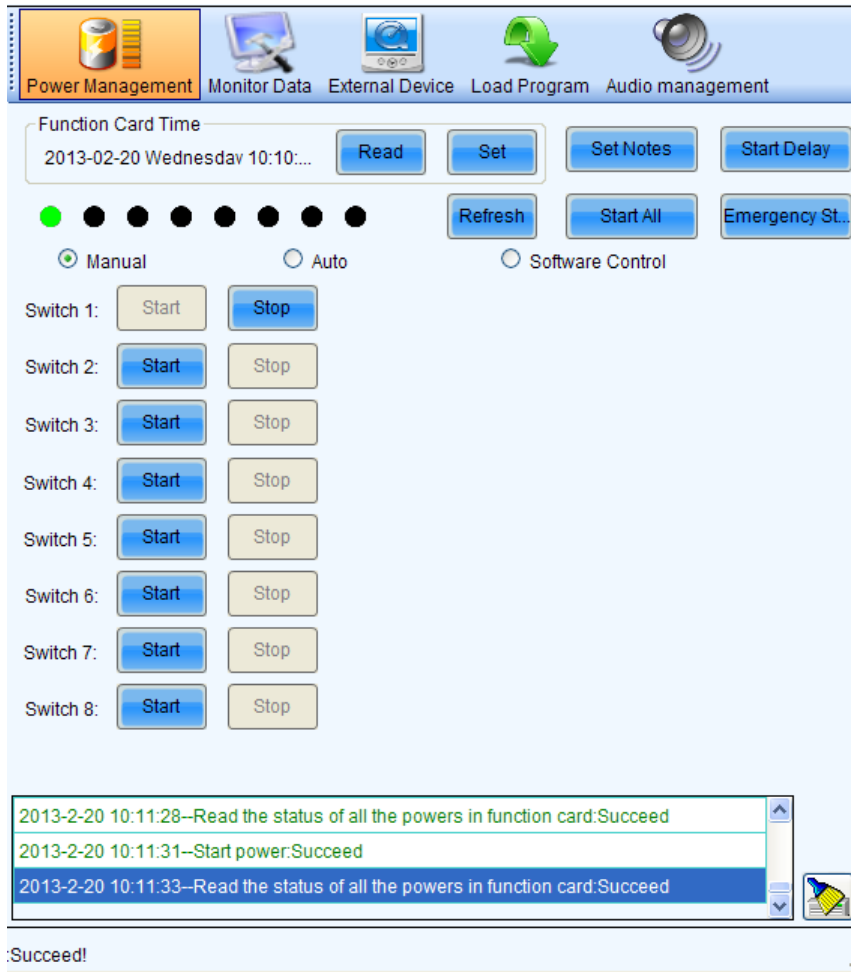 Power Management Monitor Data External Device Load Program Audio management
Function Card Time
2013-02-20 Wednesday 10:10:... Read Set Set Notes Start Delay
Refresh Start All Emergency St...
Manual Auto Software Control
Switch 1: Start Stop
Switch 2: Start Stop
Switch 3: Start Stop
Switch 4: Start Stop
Switch 5: Start Stop
Switch 6: Start Stop
Switch 7: Start Stop
Switch 8: Start Stop
2013-2-20 10:11:28--Read the status of all the powers in function card:Succeed
2013-2-20 10:11:31--Start power:Succeed
2013-2-20 10:11:33--Read the status of all the powers in function card:Succeed
:Succeed!